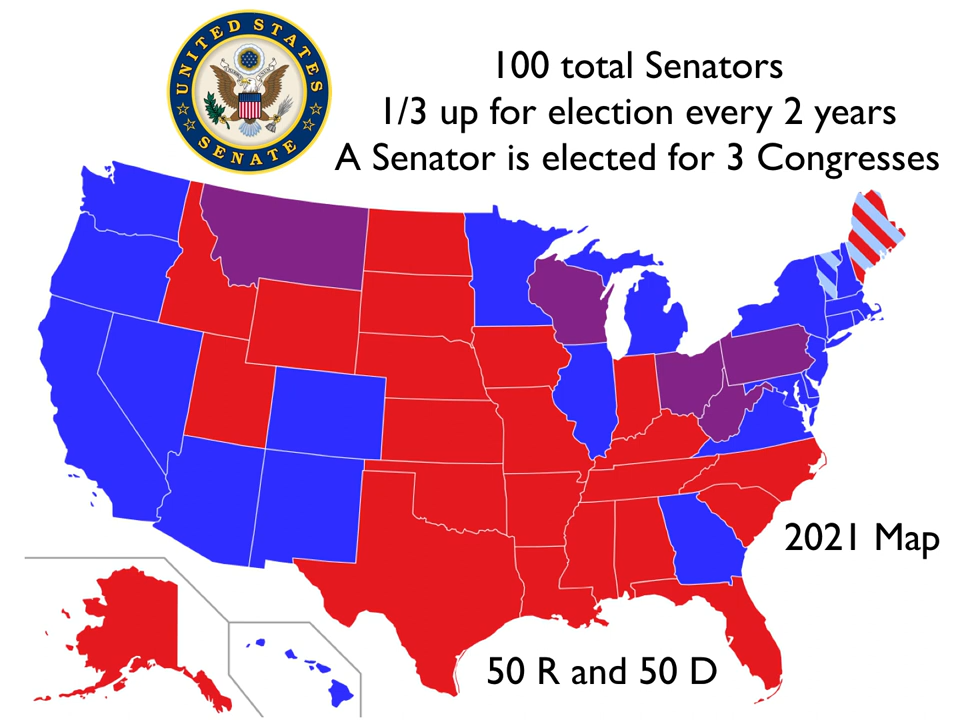 UNITED STATES
SENATE
100 total Senators
1/3 up for election every 2 years
A Senator is elected for 3 Congresses
2021 Map
50 R and 50 D